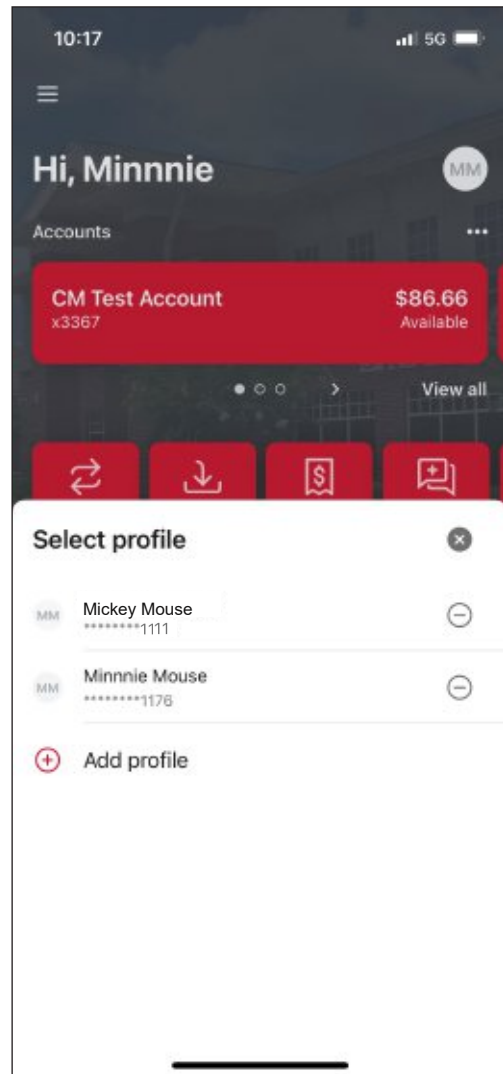 10:17 5G
Hi, Minnnie MM
Accounts
CM Test Account $86.66
x3367 Available
View all
Select profile
MM Mickey Mouse
********1111
MM Minnnie Mouse
********1176
Add profile